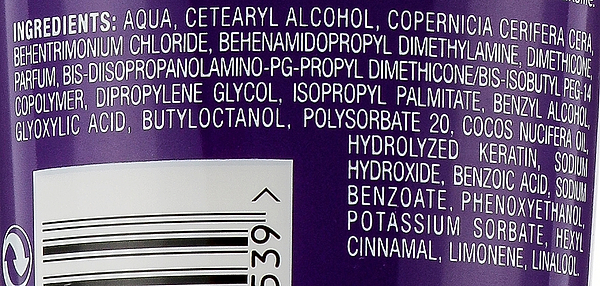 INGREDIENTS: AQUA, CETEARYL ALCOHOL, COPERNICIA CERIFERA CERA,
BEHENTRIMONIUM CHLORIDE, BEHENAMIDOPROPYL DIMETHYLAMINE, DIMETHICONE,
PARFUM, BIS-DIISOPROPANOLAMINO-PG-PROPYL DIMETHICONE/BIS-ISOBUTYL PEG-14
COPOLYMER, DIPROPYLENE GLYCOL, ISOPROPYL PALMITATE, BENZYL ALCOHOL,
GLYOXYLIC ACID, BUTYLOCTANOL, POLYSORBATE 20, COCOS NUCIFERA OIL,
HYDROLYZED KERATIN, SODIUM
HYDROXIDE, BENZOIC ACID, SODIUM
BENZOATE, PHENOXYETHANOL,
POTASSIUM SORBATE, HEXYL
CINNAMAL, LIMONENE, LINALOOL.
539 >